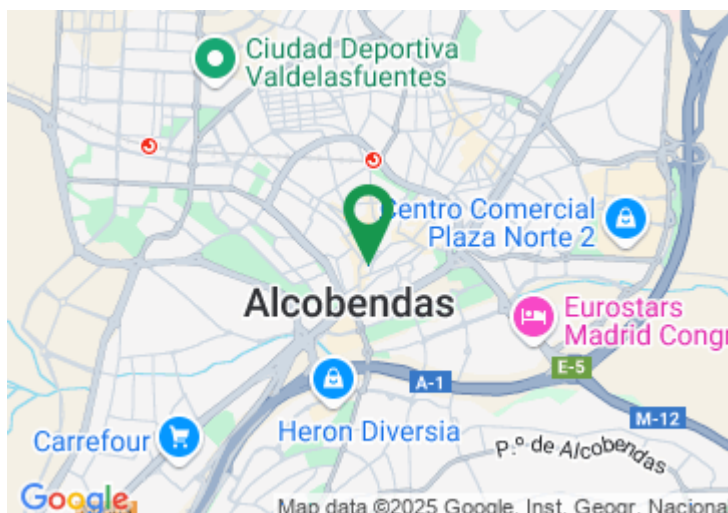 Ciudad Deportiva
Valdelasfuentes
Centro Comercial
Plaza Norte 2
Alcobendas
Eurostars
Madrid Congr
E-5
A-1
M-12
Heron Diversia
Carrefour
P.º de Alcobendas
Google
Map data ©2025 Google, Inst. Geogr. Naciona